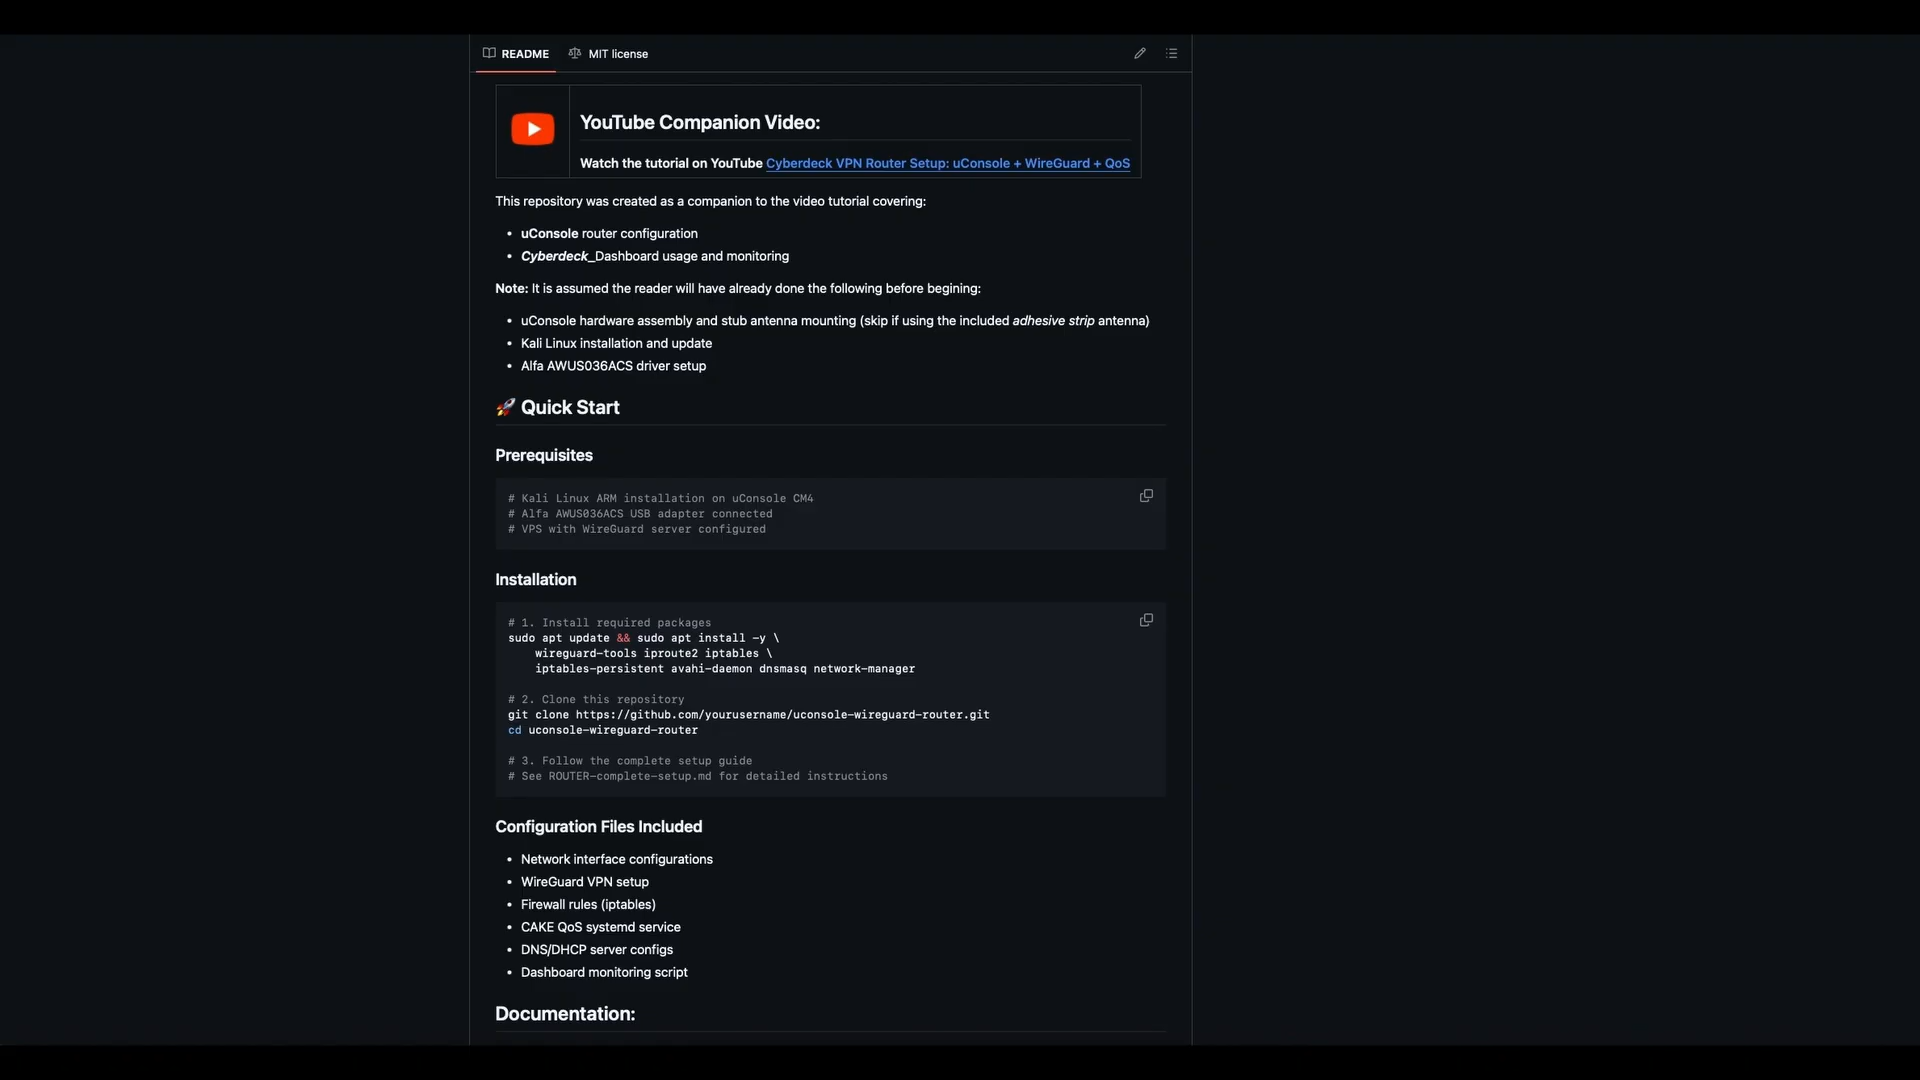 README MIT license
YouTube Companion Video:
Watch the tutorial on YouTube Cyberdeck VPN Router Setup: uConsole + WireGuard + QoS
This repository was created as a companion to the video tutorial covering:
• uConsole router configuration
• Cyberdeck_Dashboard usage and monitoring
Note: It is assumed the reader will have already done the following before begining:
• uConsole hardware assembly and stub antenna mounting (skip if using the included adhesive strip antenna)
• Kali Linux installation and update
• Alfa AWUS036ACS driver setup
🚀 Quick Start
Prerequisites
# Kali Linux ARM installation on uConsole CM4
# Alfa AWUS036ACS USB adapter connected
# VPS with WireGuard server configured
Installation
# 1. Install required packages
sudo apt update && sudo apt install -y \
    wireguard-tools iproute2 iptables \
    iptables-persistent avahi-daemon dnsmasq network-manager
# 2. Clone this repository
git clone https://github.com/yourusername/uconsole-wireguard-router.git
cd uconsole-wireguard-router
# 3. Follow the complete setup guide
# See ROUTER-complete-setup.md for detailed instructions
Configuration Files Included
• Network interface configurations
• WireGuard VPN setup
• Firewall rules (iptables)
• CAKE QoS systemd service
• DNS/DHCP server configs
• Dashboard monitoring script
Documentation: